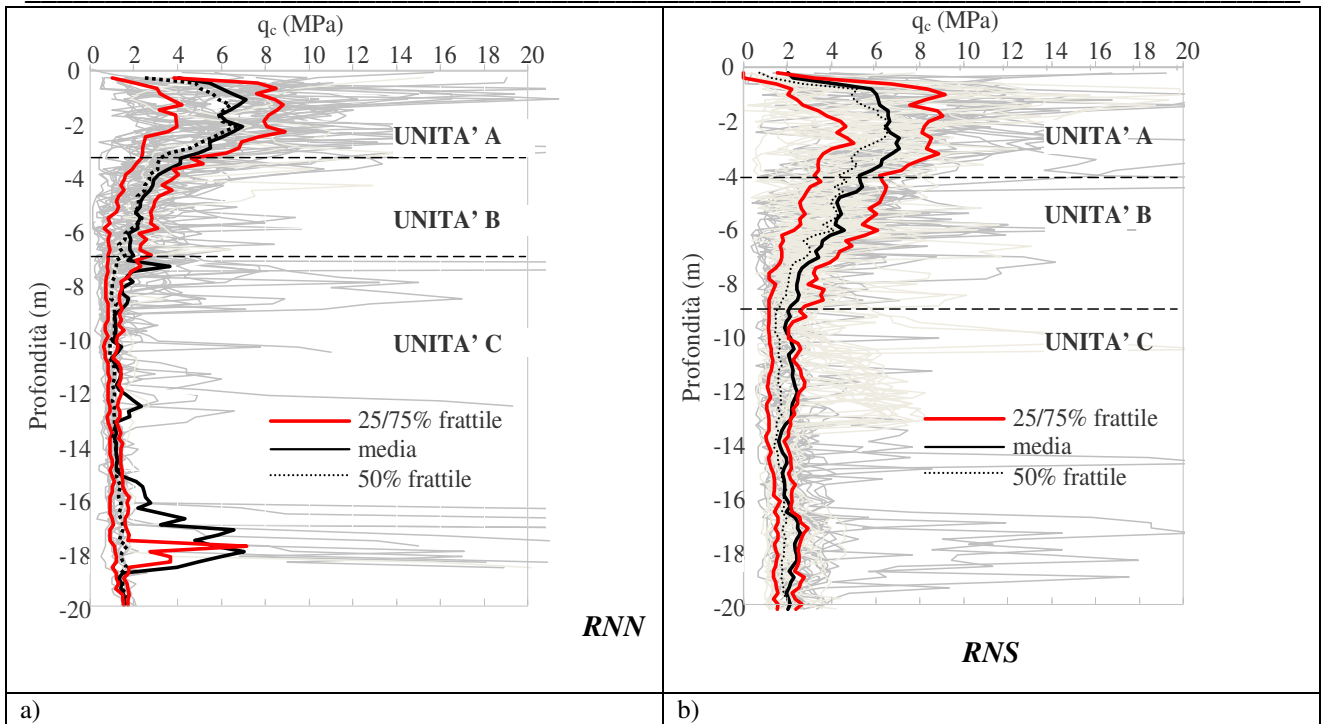 q_c (MPa)
0 2 4 6 8 10 12 14 16 18 20
0
-2
-4
-6
-8
-10
-12
-14
-16
-18
-20
Profondità (m)
UNITA' A
UNITA' B
UNITA' C
25/75% frattile
media
50% frattile
RNN
a)
q_c (MPa)
0 2 4 6 8 10 12 14 16 18 20
0
-2
-4
-6
-8
-10
-12
-14
-16
-18
-20
Profondità (m)
UNITA' A
UNITA' B
UNITA' C
25/75% frattile
media
50% frattile
RNS
b)